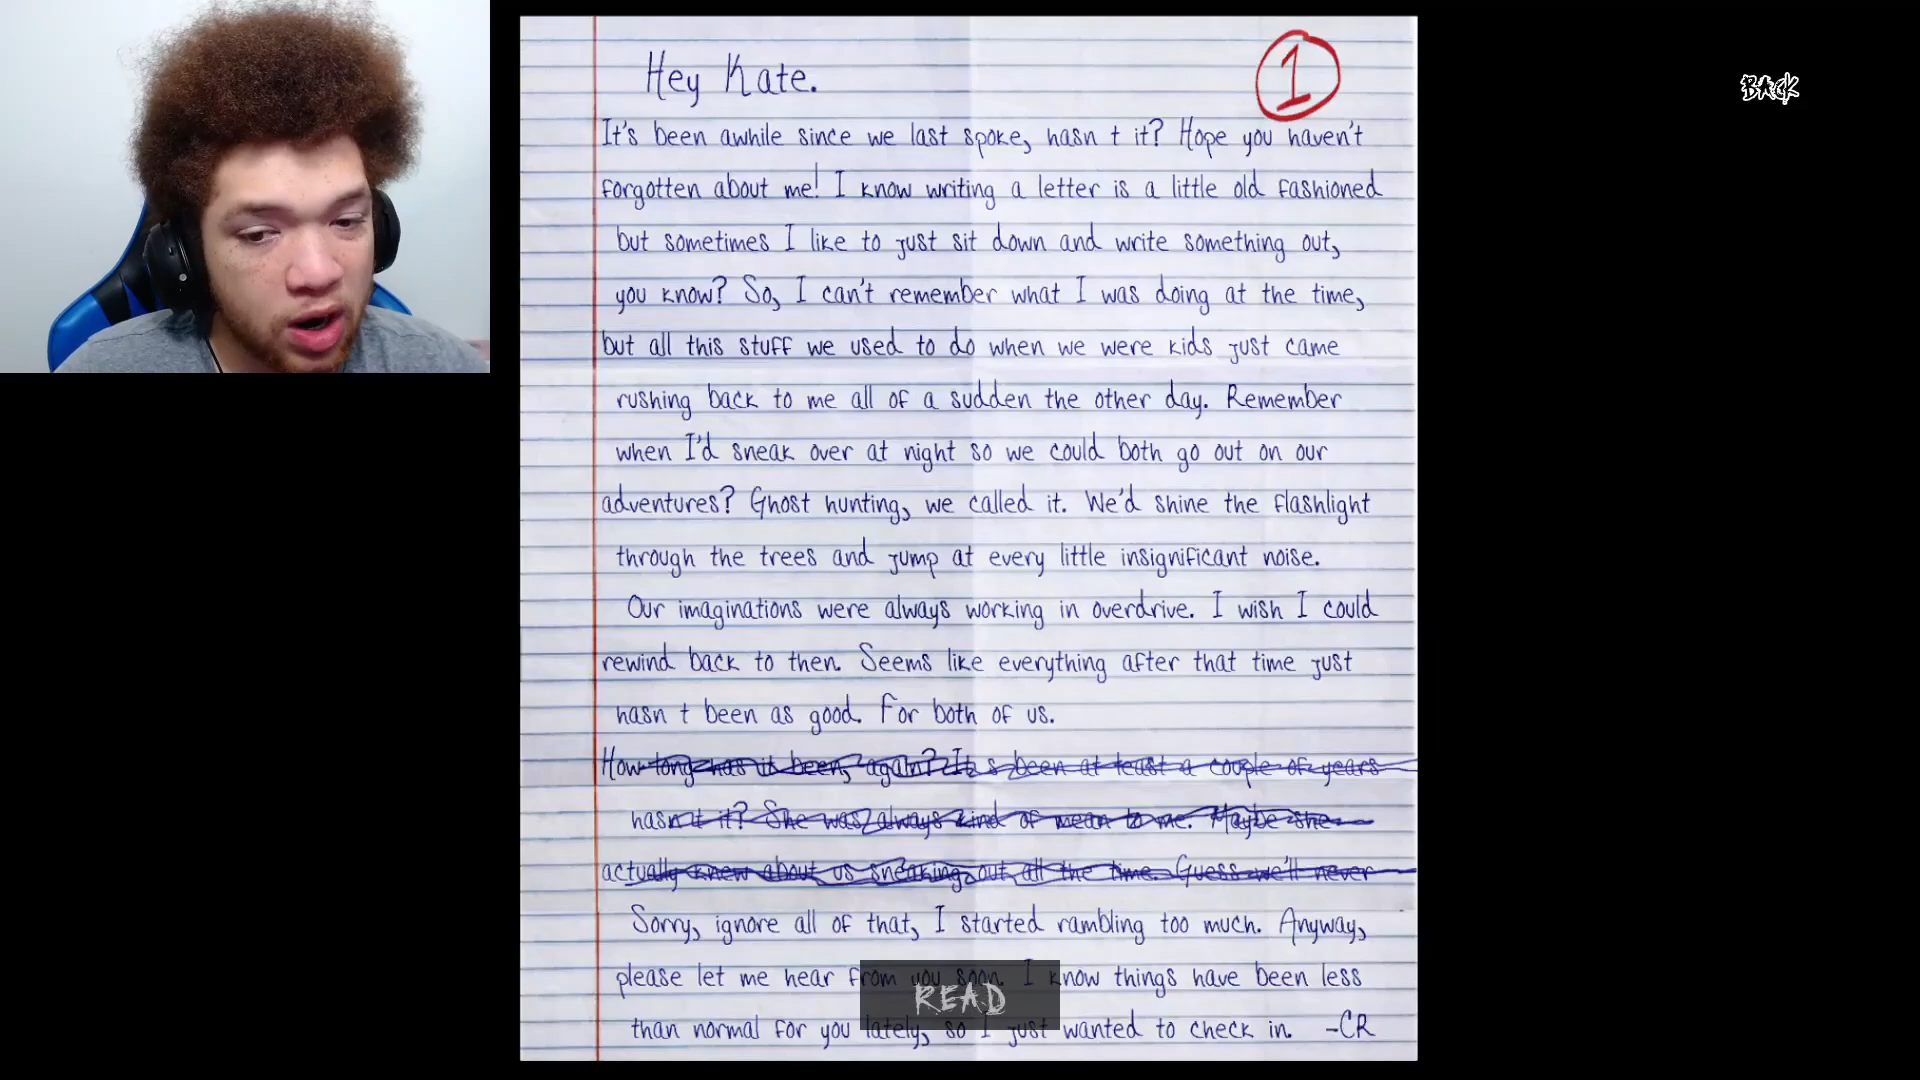 Hey Kate.
1
BACK
It's been awhile since we last spoke, hasn t it? Hope you haven't
forgotten about me! I know writing a letter is a little old fashioned
but sometimes I like to just sit down and write something out,
you know? So, I can't remember what I was doing at the time,
but all this stuff we used to do when we were kids just came
rushing back to me all of a sudden the other day. Remember
when I'd sneak over at night so we could both go out on our
adventures? Ghost hunting, we called it. We'd shine the flashlight
through the trees and jump at every little insignificant noise.
Our imaginations were always working in overdrive. I wish I could
rewind back to then. Seems like everything after that time just
hasn t been as good. For both of us.
How long has it been, again? It s been at least a couple of years
hasn t it? She was always kind of mean to me. Maybe she
actually knew about us sneaking out all the time. Guess we'll never
Sorry, ignore all of that, I started rambling too much. Anyway,
please let me hear from you soon. I know things have been less
READ
than normal for you lately, so I just wanted to check in. -CR